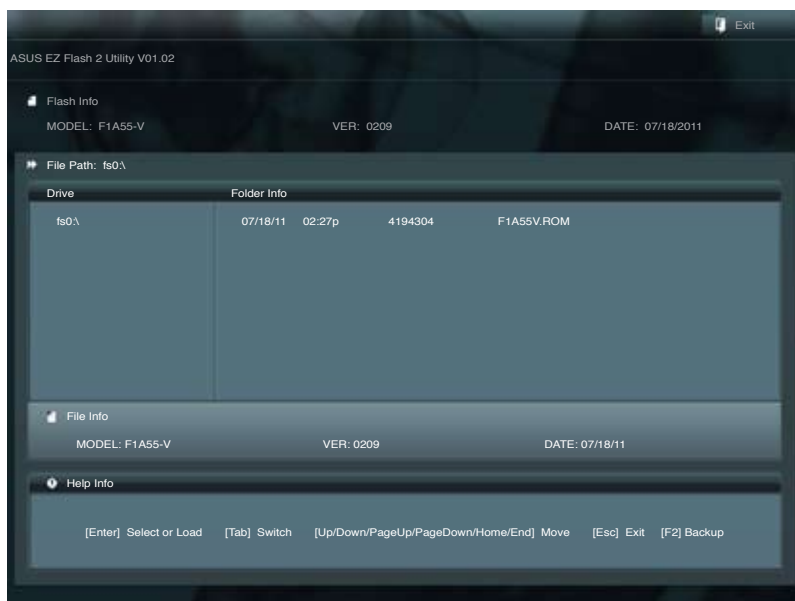 Exit
ASUS EZ Flash 2 Utility V01.02
Flash Info
MODEL: F1A55-V VER: 0209 DATE: 07/18/2011
File Path: fs0:\
Drive Folder Info
fs0:\ 07/18/11 02:27p 4194304 F1A55V.ROM
File Info
MODEL: F1A55-V VER: 0209 DATE: 07/18/11
Help Info
[Enter] Select or Load [Tab] Switch [Up/Down/PageUp/PageDown/Home/End] Move [Esc] Exit [F2] Backup